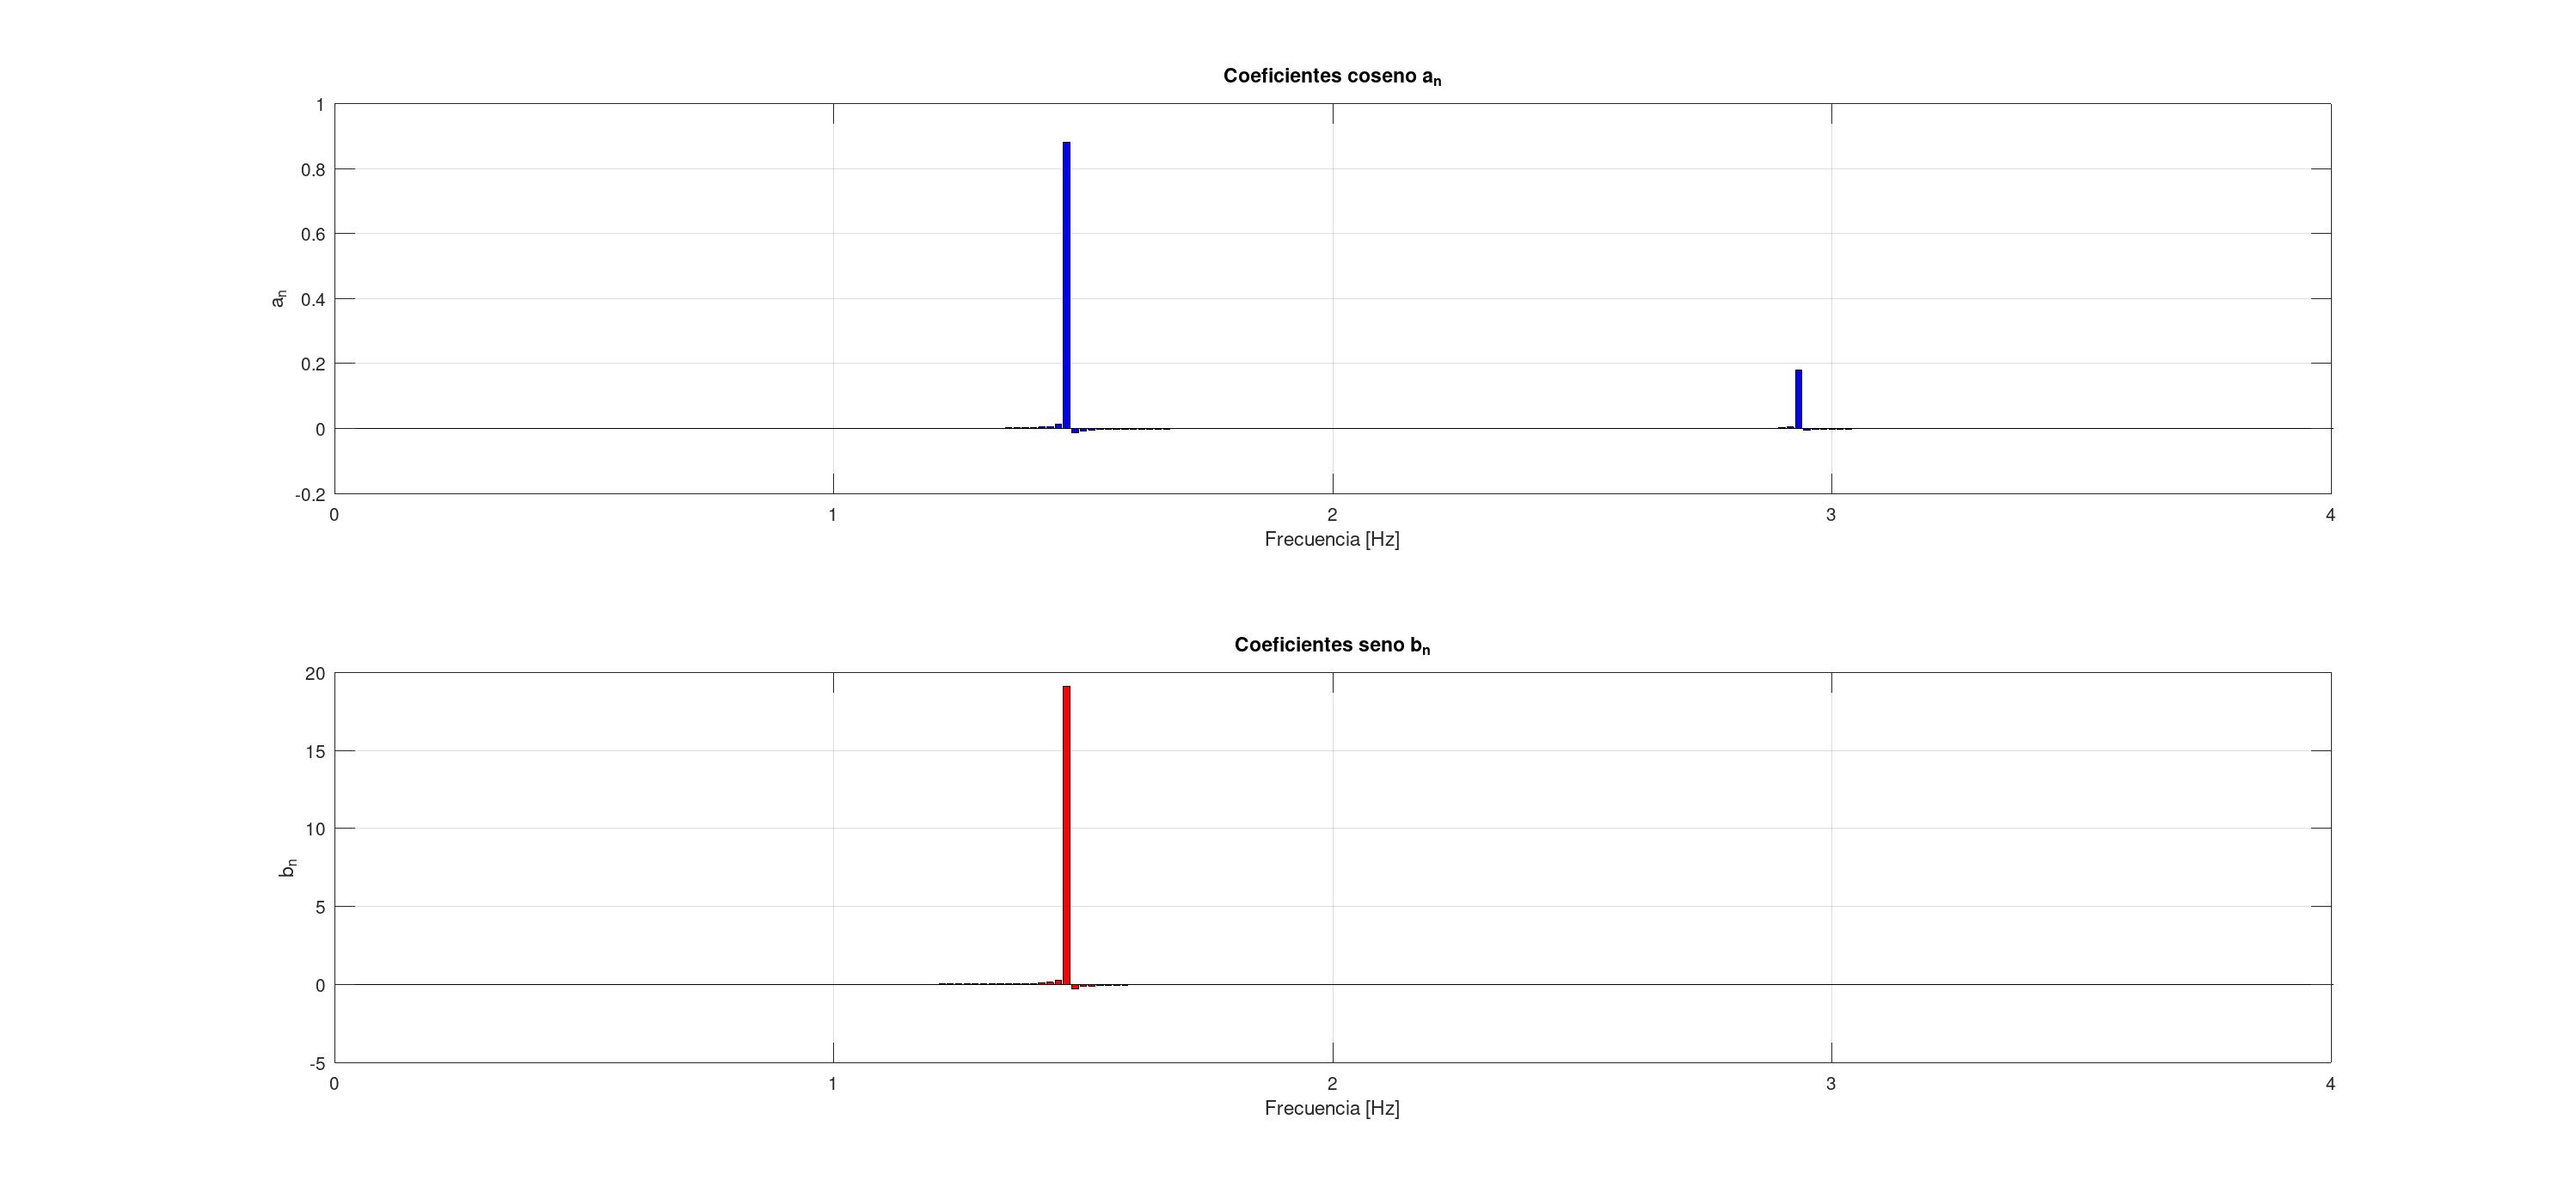 Coeficientes coseno aₙ
1
0.8
0.6
0.4
0.2
0
-0.2
aₙ
0 1 2 3 4
Frecuencia [Hz]
Coeficientes seno bₙ
20
15
10
5
0
-5
bₙ
0 1 2 3 4
Frecuencia [Hz]